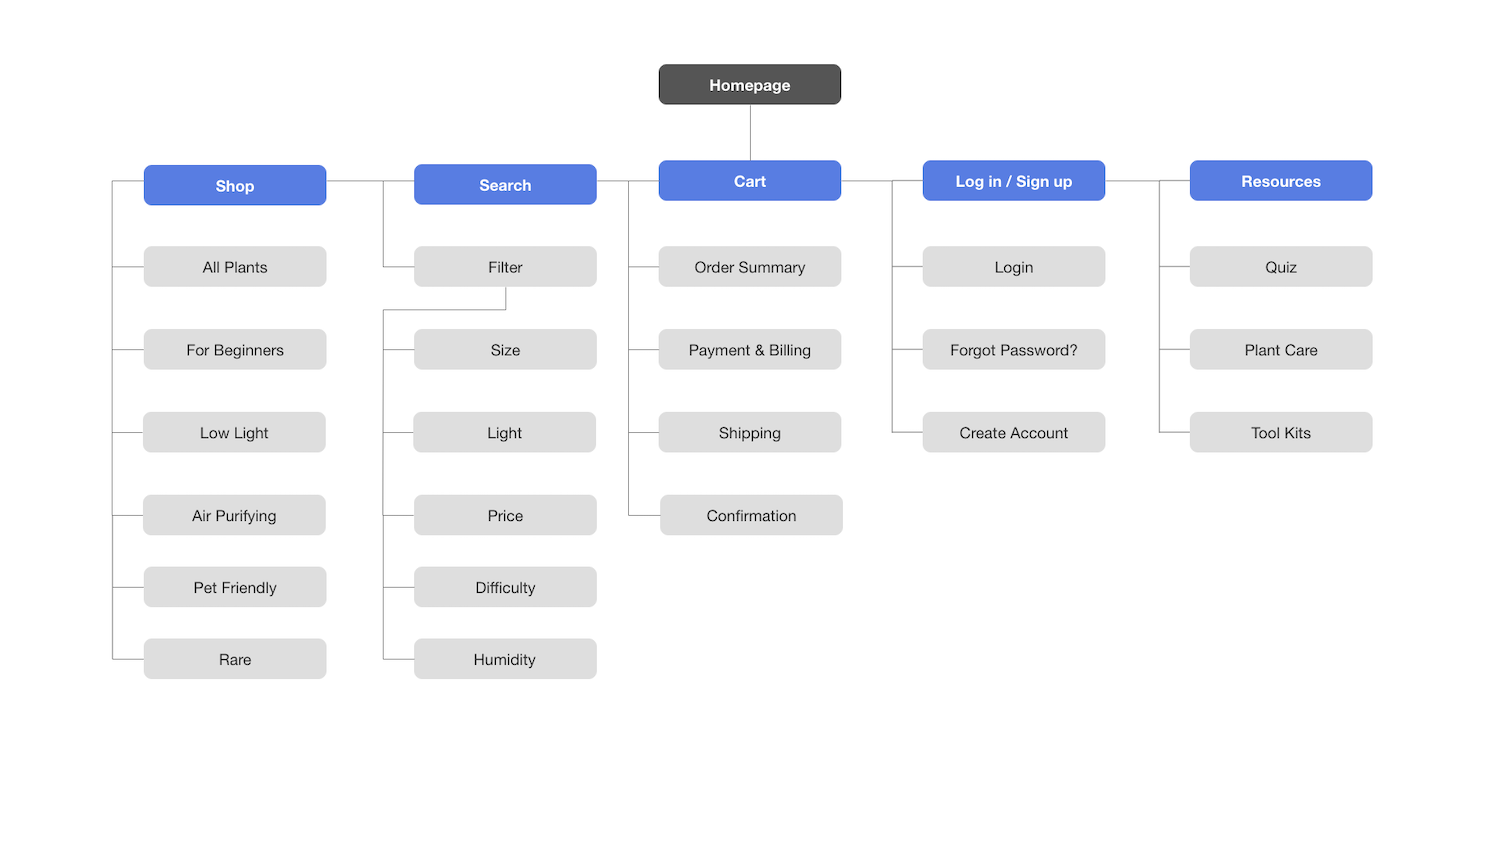 Homepage
Shop
Search
Cart
Log in / Sign up
Resources
All Plants
Filter
Order Summary
Login
Quiz
For Beginners
Size
Payment & Billing
Forgot Password?
Plant Care
Low Light
Light
Shipping
Create Account
Tool Kits
Air Purifying
Price
Confirmation
Pet Friendly
Difficulty
Rare
Humidity